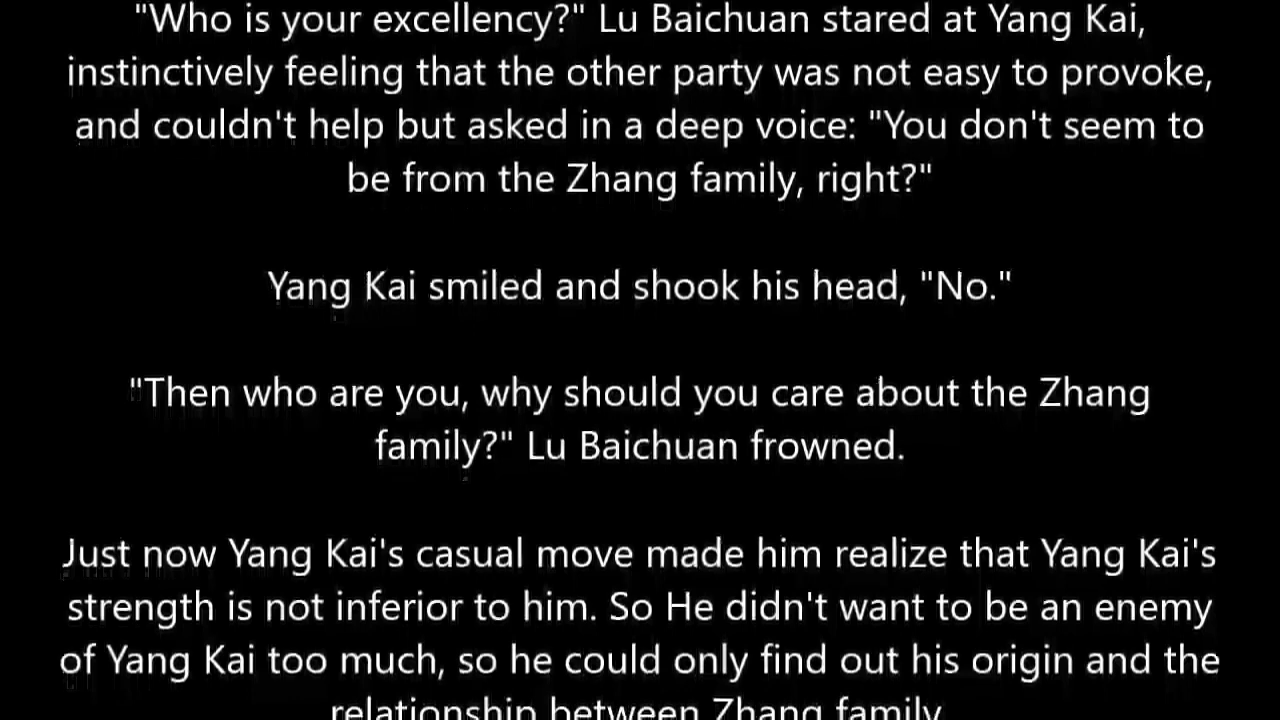 "Who is your excellency?" Lu Baichuan stared at Yang Kai,
instinctively feeling that the other party was not easy to provoke,
and couldn't help but asked in a deep voice: "You don't seem to
be from the Zhang family, right?"
Yang Kai smiled and shook his head, "No."
"Then who are you, why should you care about the Zhang
family?" Lu Baichuan frowned.
Just now Yang Kai's casual move made him realize that Yang Kai's
strength is not inferior to him. So He didn't want to be an enemy
of Yang Kai too much, so he could only find out his origin and the
relationship between Zhang family